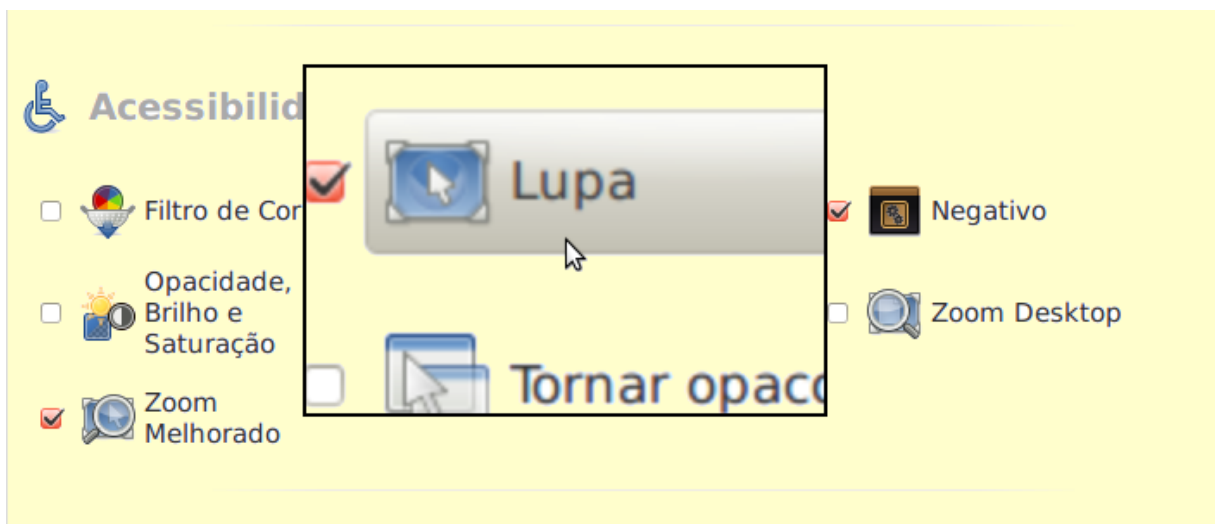 Acessibilid
Filtro de Cor
Lupa
Negativo
Opacidade,
Brilho e
Saturação
Tornar opaco
Zoom Desktop
Zoom
Melhorado